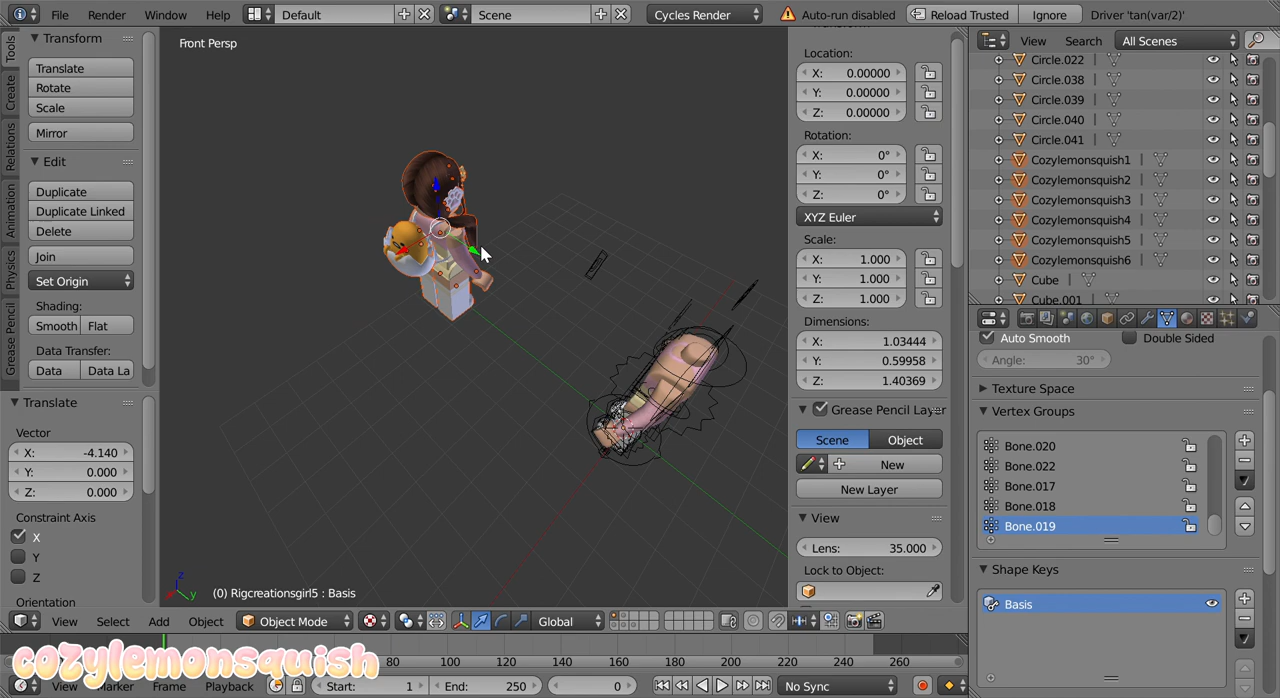 File Render Window Help Default Scene Cycles Render Auto-run disabled Reload Trusted Ignore Driver 'tan(var/2)'
Tools
Create
Relations
Animation
Physics
Grease Pencil
Transform
Translate
Rotate
Scale
Mirror
Edit
Duplicate
Duplicate Linked
Delete
Join
Set Origin
Shading:
Smooth Flat
Data Transfer:
Data Data La
Translate
Vector
X: -4.140
Y: 0.000
Z: 0.000
Constraint Axis
X
Y
Z
Orientation
Front Persp
z
y
(0) Rigcreationsgirl5 : Basis
Location:
X: 0.00000
Y: 0.00000
Z: 0.00000
Rotation:
X: 0°
Y: 0°
Z: 0°
XYZ Euler
Scale:
X: 1.000
Y: 1.000
Z: 1.000
Dimensions:
X: 1.03444
Y: 0.59958
Z: 1.40369
Grease Pencil Layer
Scene Object
New
New Layer
View
Lens: 35.000
Lock to Object:
View Search All Scenes
Circle.022
Circle.038
Circle.039
Circle.040
Circle.041
Cozylemonsquish1
Cozylemonsquish2
Cozylemonsquish3
Cozylemonsquish4
Cozylemonsquish5
Cozylemonsquish6
Cube
Cube.001
Auto Smooth Double Sided
Angle: 30°
Texture Space
Vertex Groups
Bone.020
Bone.022
Bone.017
Bone.018
Bone.019
Shape Keys
Basis
View Select Add Object Object Mode Global
80 100 120 140 160 180 200 220 240 260
cozylemonsquish
View Marker Frame Playback Start: 1 End: 250 0 No Sync